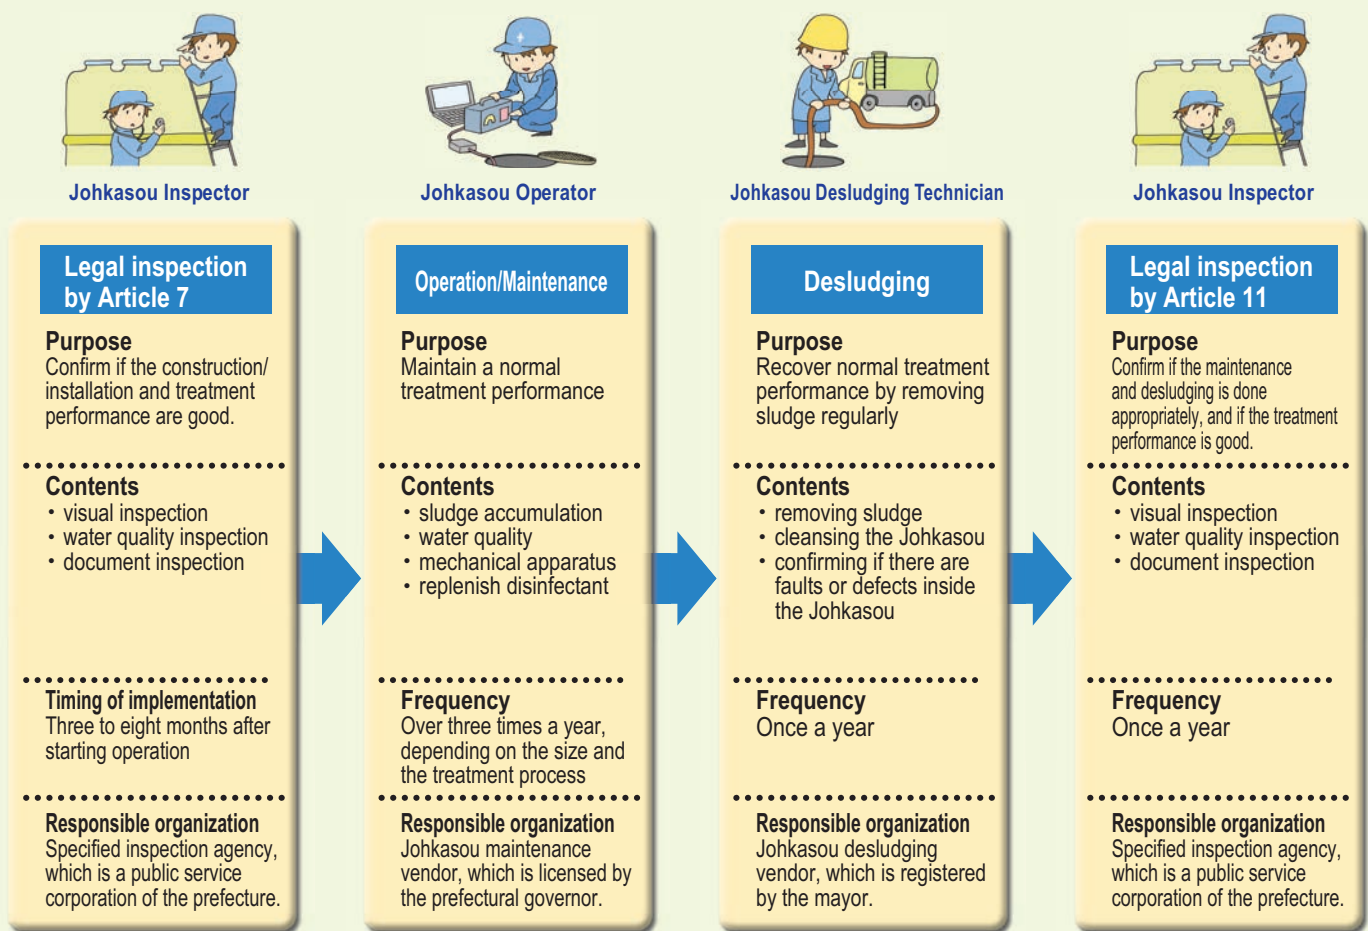 Johkasou Inspector
Legal inspection
by Article 7
Purpose
Confirm if the construction/
installation and treatment
performance are good.
Contents
・visual inspection
・water quality inspection
・document inspection
Timing of implementation
Three to eight months after
starting operation
Responsible organization
Specified inspection agency,
which is a public service
corporation of the prefecture.
Johkasou Operator
Operation/Maintenance
Purpose
Maintain a normal
treatment performance
Contents
・sludge accumulation
・water quality
・mechanical apparatus
・replenish disinfectant
Frequency
Over three times a year,
depending on the size and
the treatment process
Responsible organization
Johkasou maintenance
vendor, which is licensed by
the prefectural governor.
Johkasou Desludging Technician
Desludging
Purpose
Recover normal treatment
performance by removing
sludge regularly
Contents
・removing sludge
・cleansing the Johkasou
・confirming if there are
faults or defects inside
the Johkasou
Frequency
Once a year
Responsible organization
Johkasou desludging
vendor, which is registered
by the mayor.
Johkasou Inspector
Legal inspection
by Article 11
Purpose
Confirm if the maintenance
and desludging is done
appropriately, and if the treatment
performance is good.
Contents
・visual inspection
・water quality inspection
・document inspection
Frequency
Once a year
Responsible organization
Specified inspection agency,
which is a public service
corporation of the prefecture.